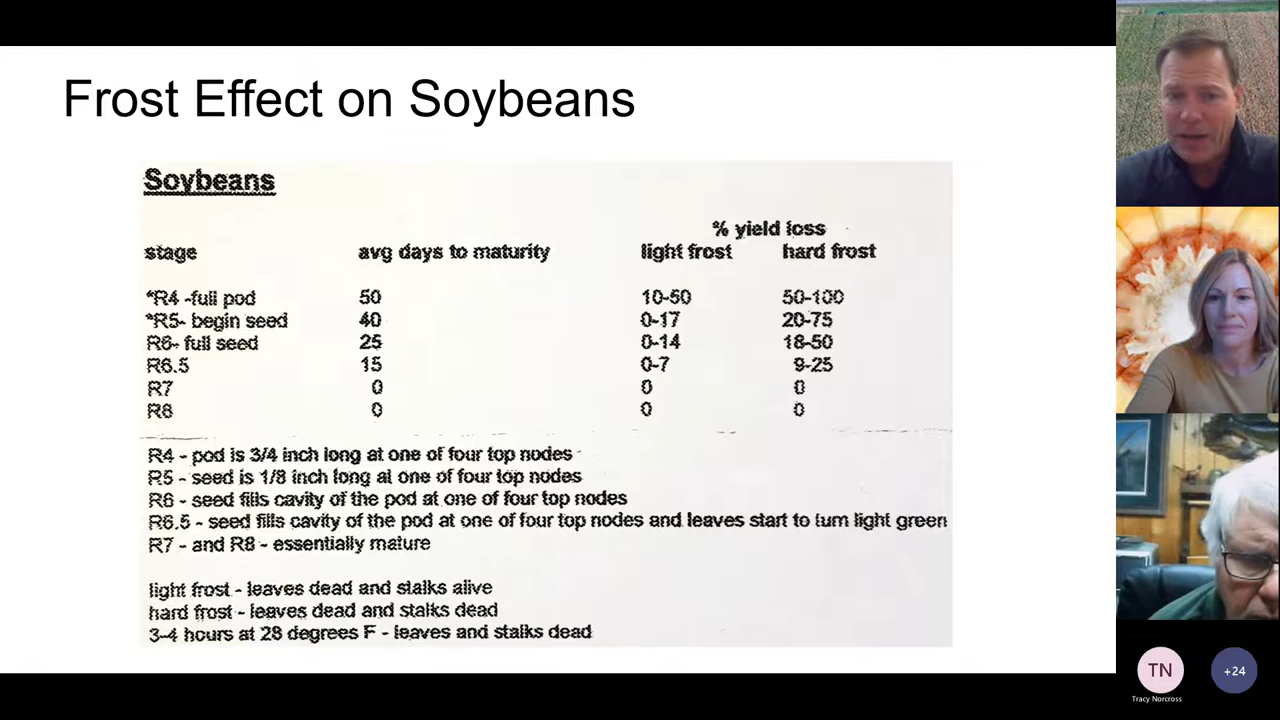 Frost Effect on Soybeans
Soybeans
% yield loss
stage avg days to maturity light frost hard frost
*R4 -full pod 50 10-50 50-100
*R5- begin seed 40 0-17 20-75
R6- full seed 25 0-14 18-50
R6.5 15 0-7 9-25
R7 0 0 0
R8 0 0 0
R4 - pod is 3/4 inch long at one of four top nodes
R5 - seed is 1/8 inch long at one of four top nodes
R6 - seed fills cavity of the pod at one of four top nodes
R6.5 - seed fills cavity of the pod at one of four top nodes and leaves start to turn light green
R7 - and R8 - essentially mature
light frost - leaves dead and stalks alive
hard frost - leaves dead and stalks dead
3-4 hours at 28 degrees F - leaves and stalks dead
TN
+24
Tracy Norcross